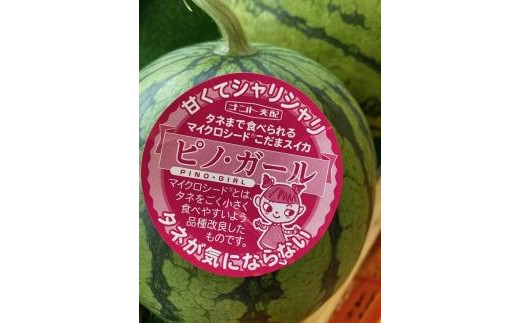 甘くてシャリシャリ
ナント交配
タネまで食べられる
マイクロシード®こだまスイカ
ピノ・ガール
PINO・GIRL
マイクロシード®とは、
タネをごく小さく
食べやすいよう
品種改良した
ものです。
タネが気にならない